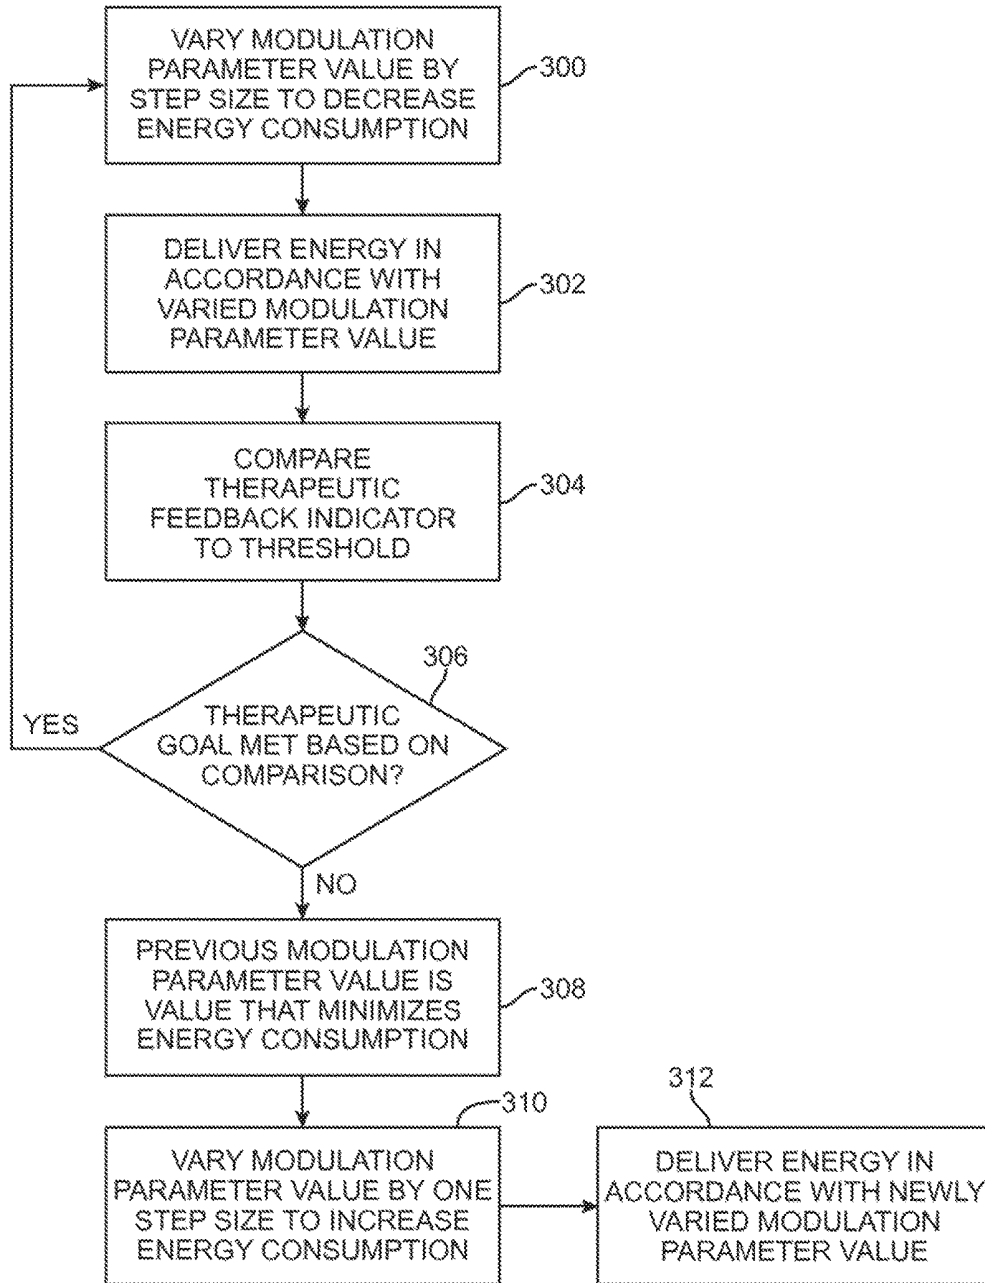 VARY MODULATION
PARAMETER VALUE BY
STEP SIZE TO DECREASE
ENERGY CONSUMPTION
300
DELIVER ENERGY IN
ACCORDANCE WITH
VARIED MODULATION
PARAMETER VALUE
302
COMPARE
THERAPEUTIC
FEEDBACK INDICATOR
TO THRESHOLD
304
306
YES
THERAPEUTIC
GOAL MET BASED ON
COMPARISON?
NO
PREVIOUS MODULATION
PARAMETER VALUE IS
VALUE THAT MINIMIZES
ENERGY CONSUMPTION
308
310
VARY MODULATION
PARAMETER VALUE BY ONE
STEP SIZE TO INCREASE
ENERGY CONSUMPTION
312
DELIVER ENERGY IN
ACCORDANCE WITH NEWLY
VARIED MODULATION
PARAMETER VALUE